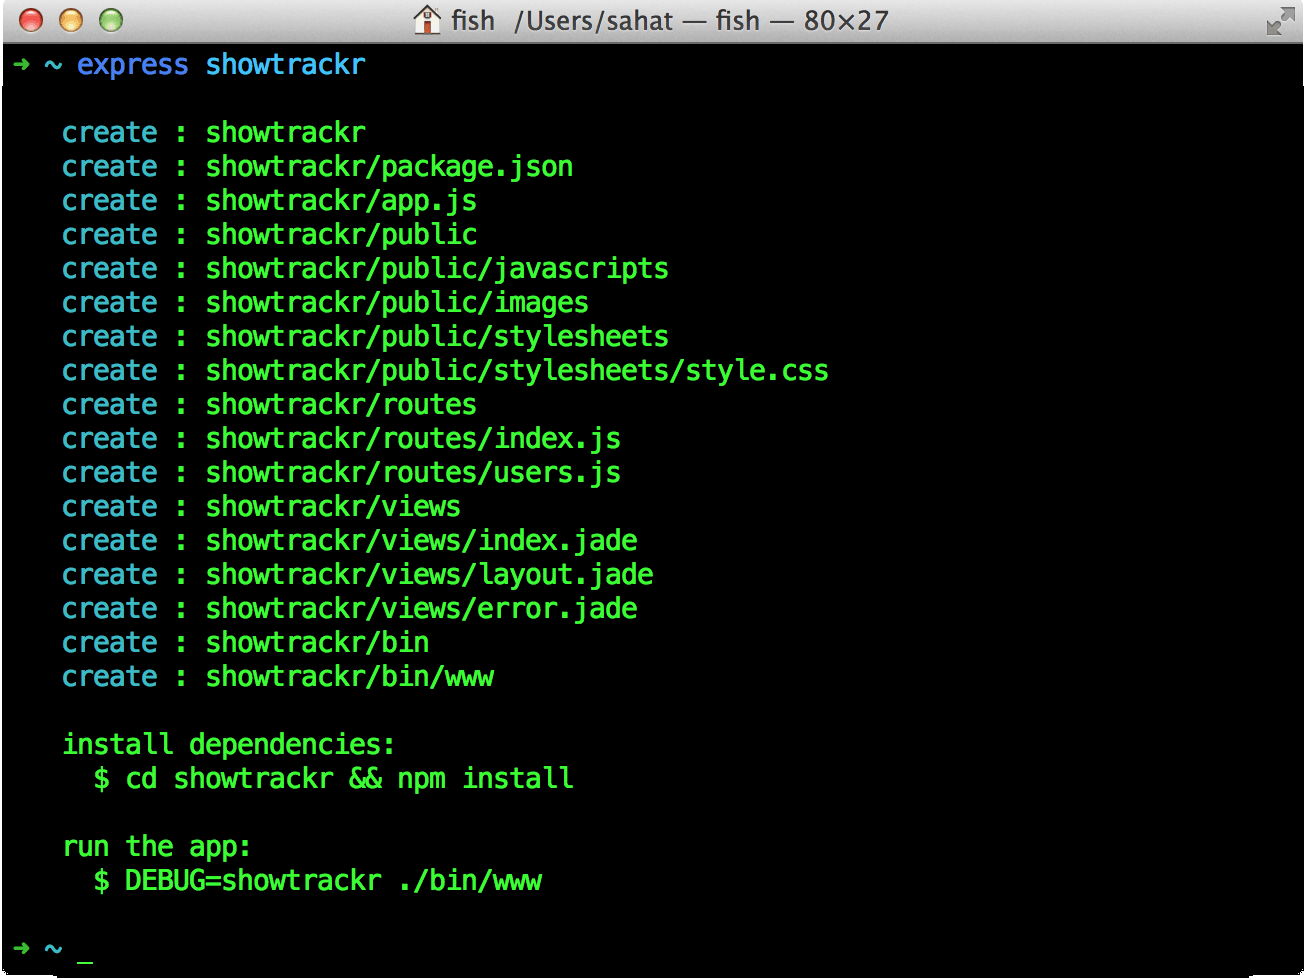 fish /Users/sahat — fish — 80×27
➜ ~ express showtrackr
create : showtrackr
create : showtrackr/package.json
create : showtrackr/app.js
create : showtrackr/public
create : showtrackr/public/javascripts
create : showtrackr/public/images
create : showtrackr/public/stylesheets
create : showtrackr/public/stylesheets/style.css
create : showtrackr/routes
create : showtrackr/routes/index.js
create : showtrackr/routes/users.js
create : showtrackr/views
create : showtrackr/views/index.jade
create : showtrackr/views/layout.jade
create : showtrackr/views/error.jade
create : showtrackr/bin
create : showtrackr/bin/www
install dependencies:
$ cd showtrackr && npm install
run the app:
$ DEBUG=showtrackr ./bin/www
➜ ~ _